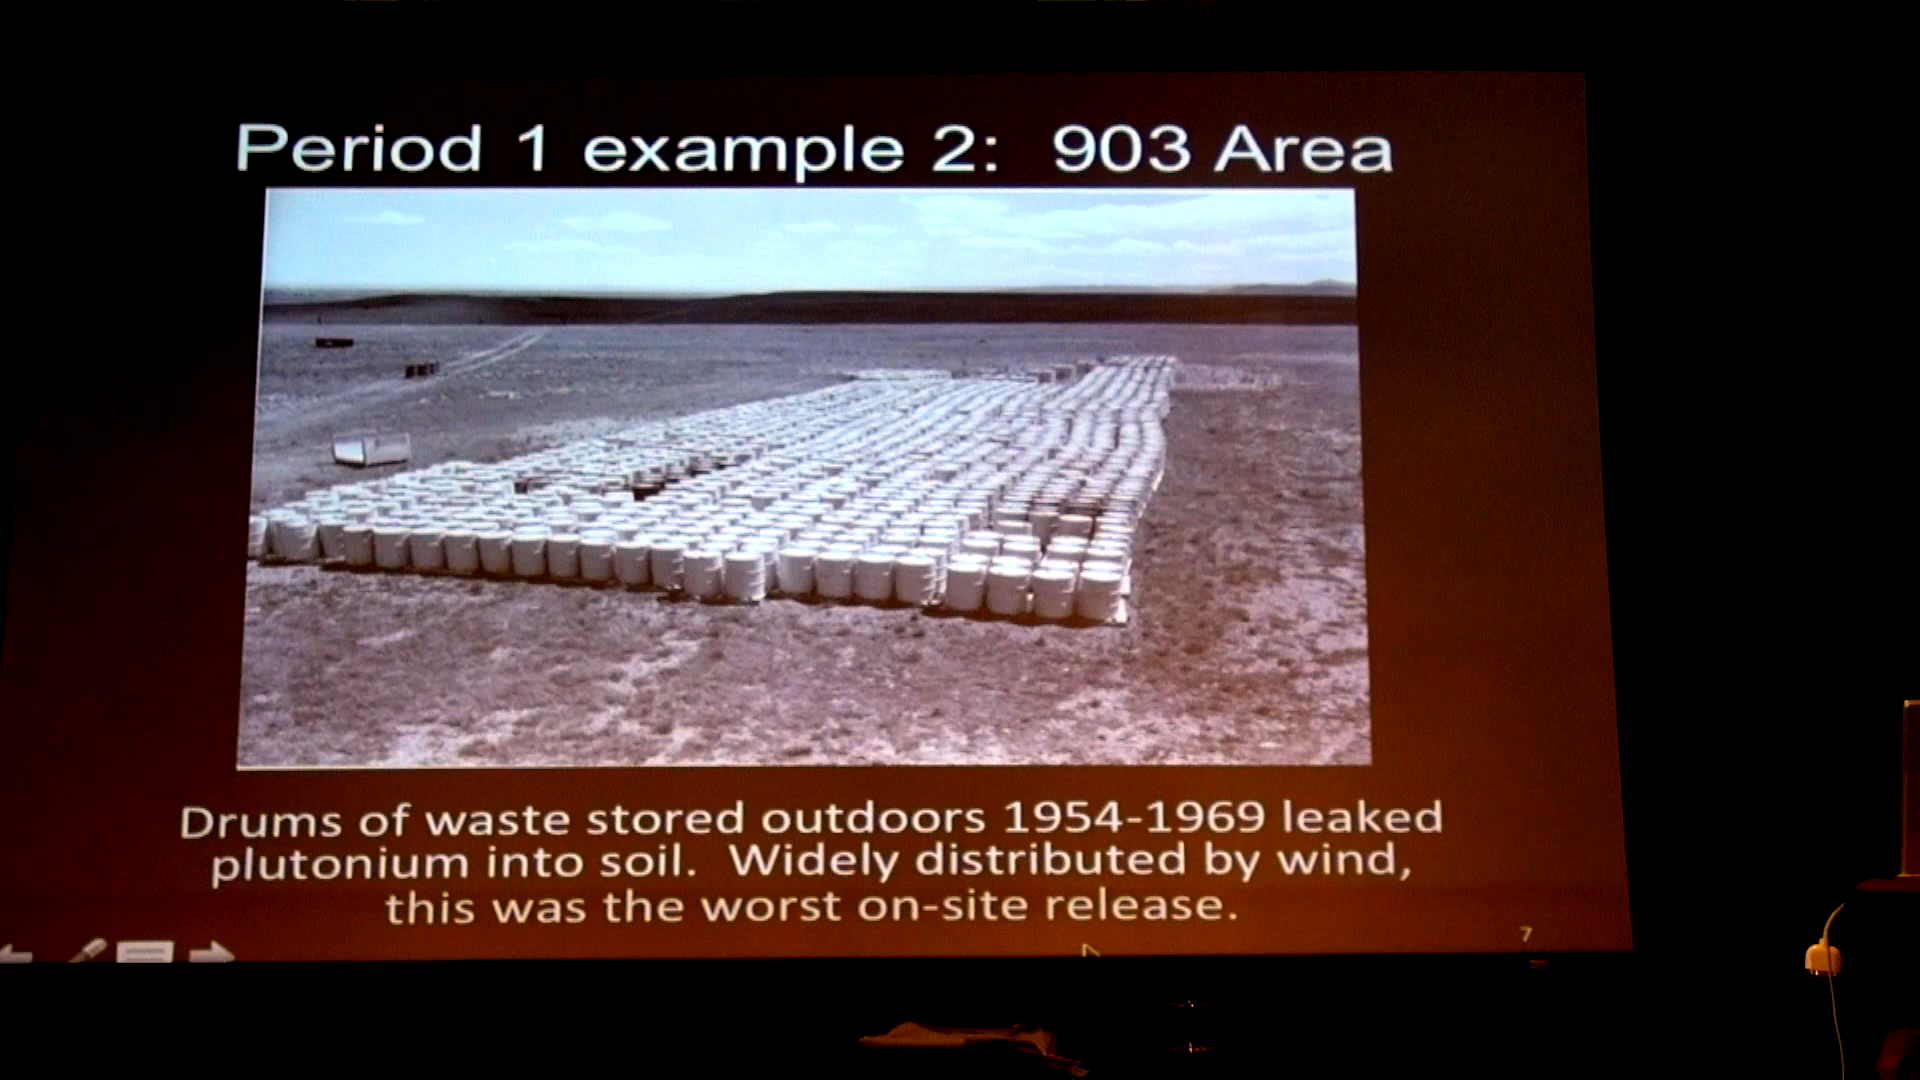 Period 1 example 2: 903 Area
Drums of waste stored outdoors 1954-1969 leaked
plutonium into soil. Widely distributed by wind,
this was the worst on-site release.
7